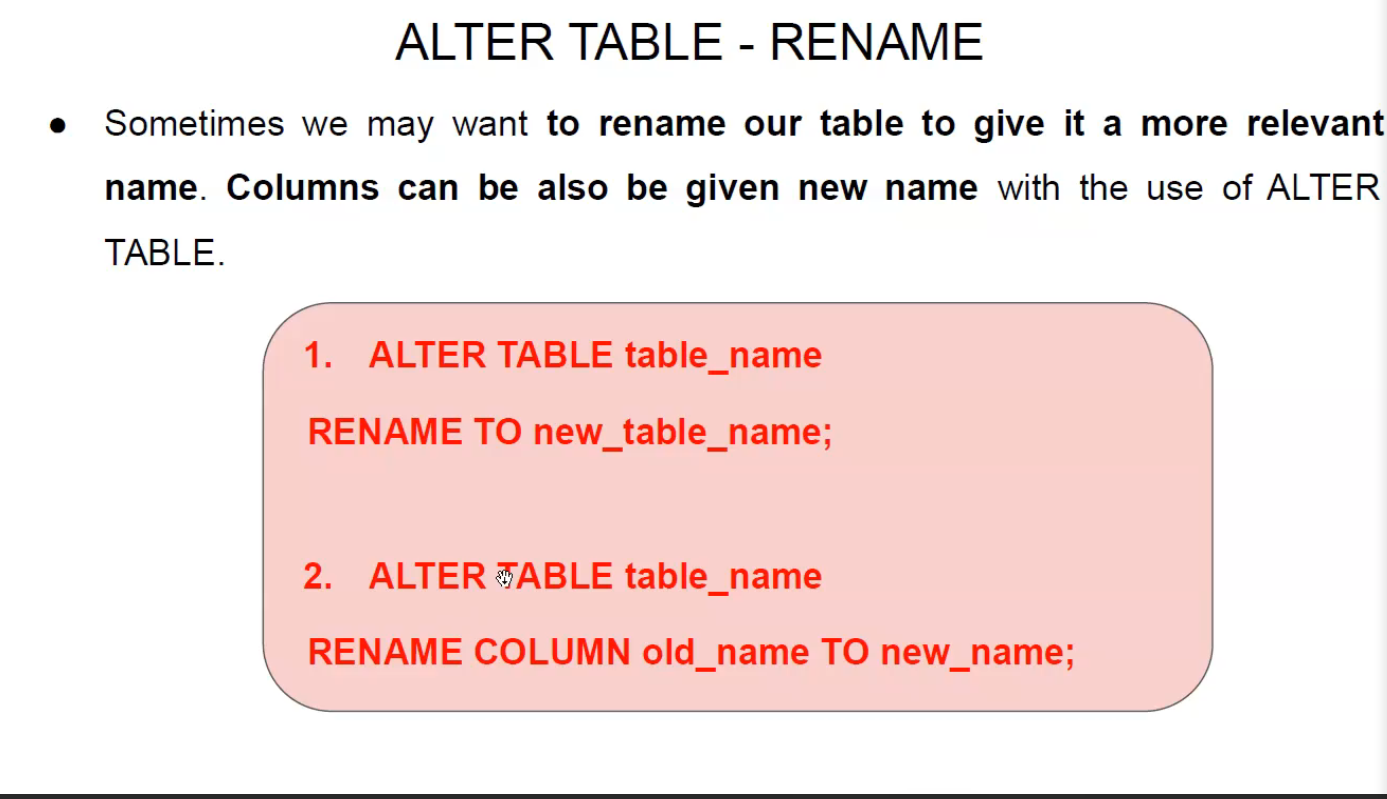 ALTER TABLE - RENAME
● Sometimes we may want to rename our table to give it a more relevant
name. Columns can be also be given new name with the use of ALTER
TABLE.
1. ALTER TABLE table_name
RENAME TO new_table_name;
2. ALTER TABLE table_name
RENAME COLUMN old_name TO new_name;